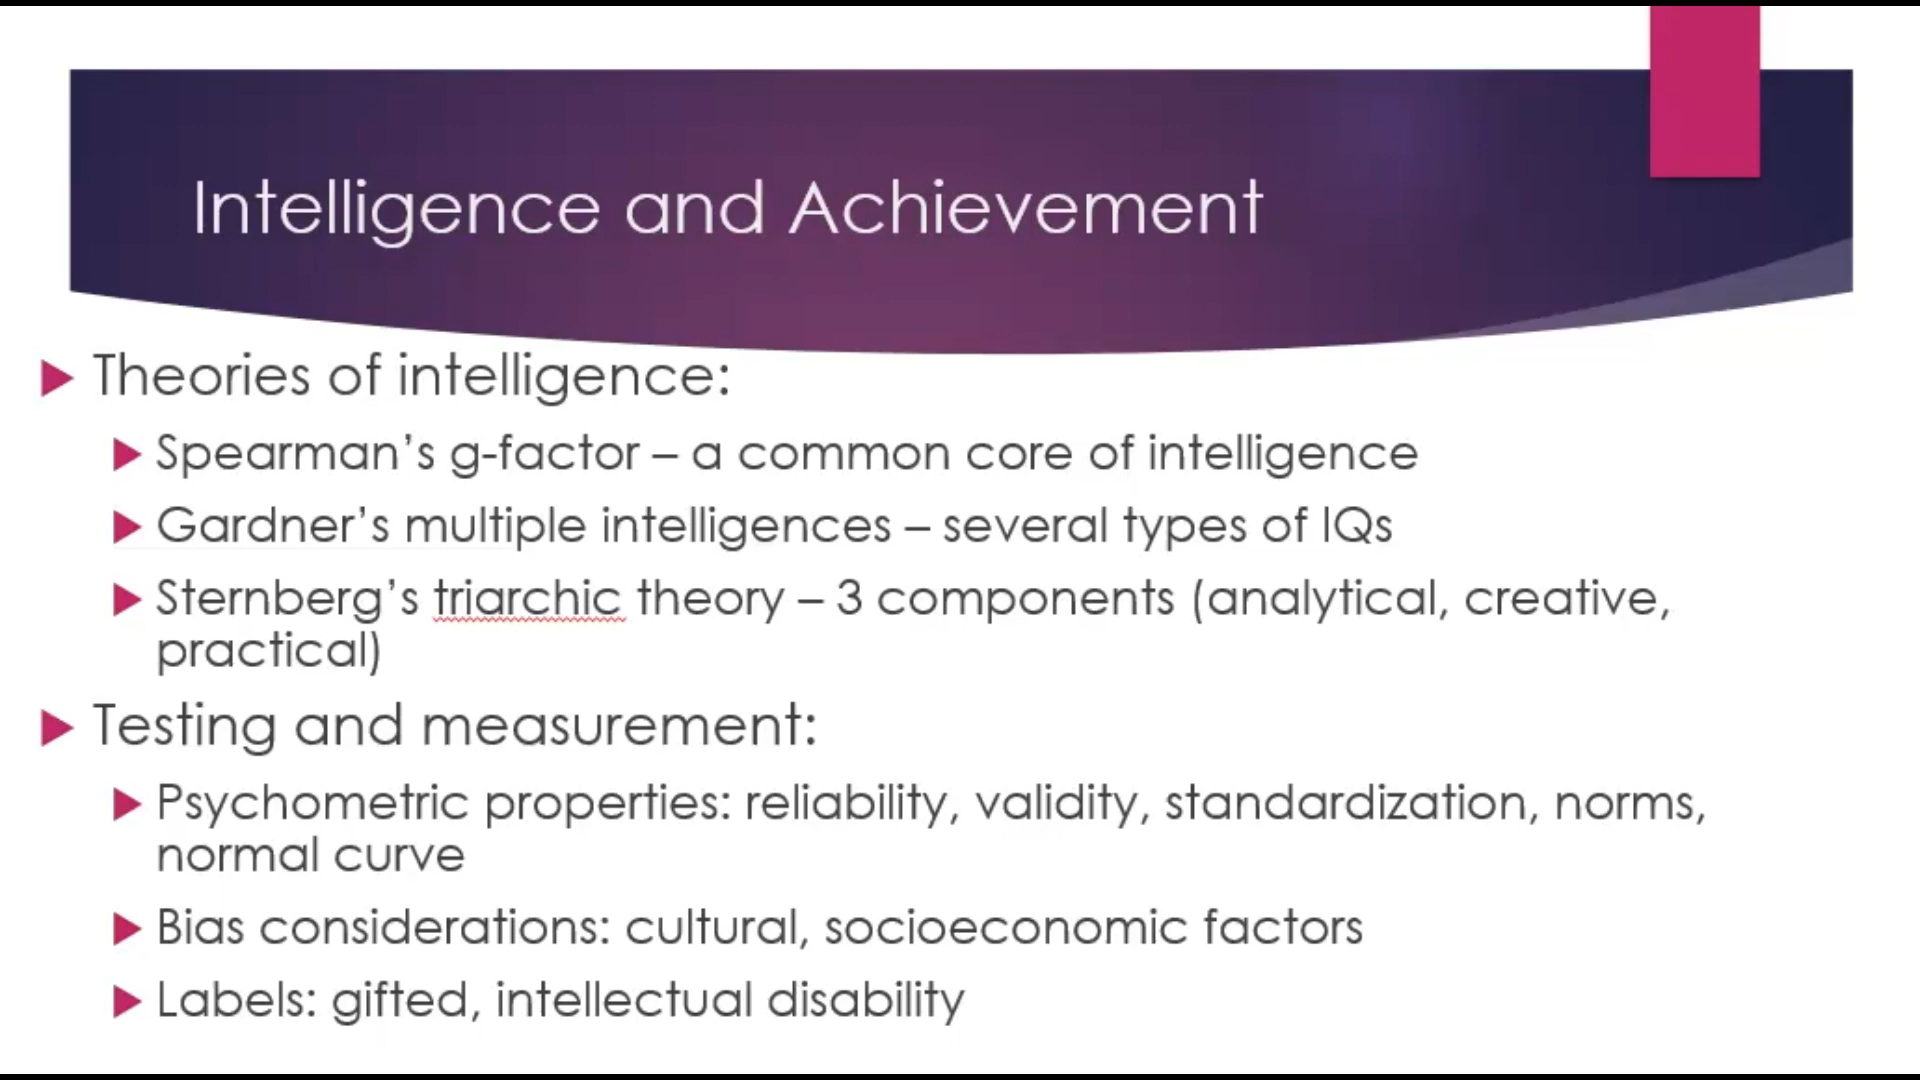 Intelligence and Achievement
Theories of intelligence:
Spearman’s g-factor – a common core of intelligence
Gardner’s multiple intelligences – several types of IQs
Sternberg’s triarchic theory – 3 components (analytical, creative,
practical)
Testing and measurement:
Psychometric properties: reliability, validity, standardization, norms,
normal curve
Bias considerations: cultural, socioeconomic factors
Labels: gifted, intellectual disability